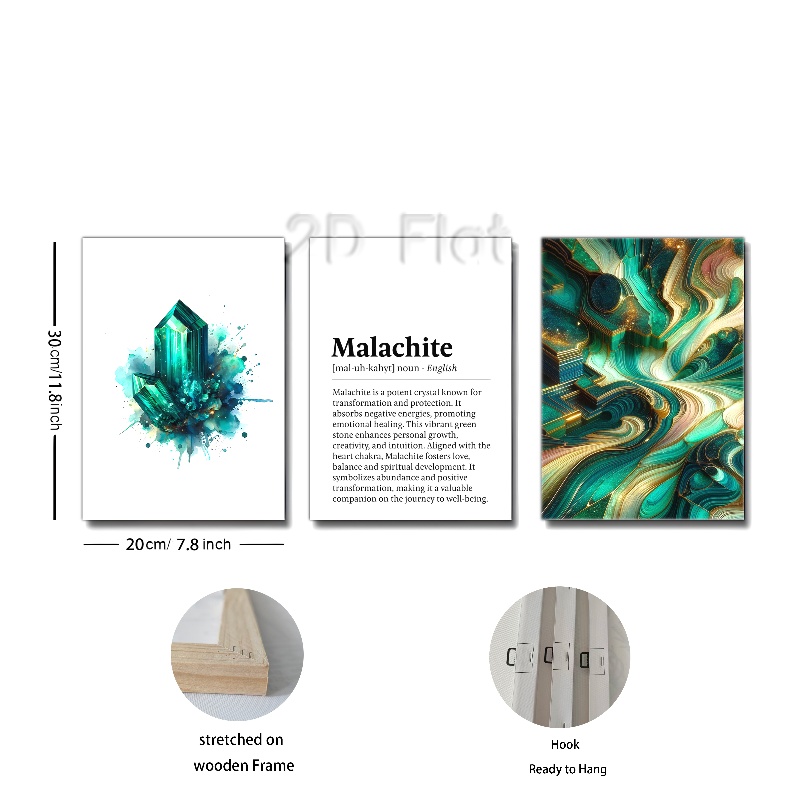 2D Flat
30cm/11.8inch
Malachite
[mal-uh-kahyt] noun - English
Malachite is a potent crystal known for
transformation and protection. It
absorbs negative energies, promoting
emotional healing. This vibrant green
stone enhances personal growth,
creativity, and intuition. Aligned with the
heart chakra, Malachite fosters love,
balance and spiritual development. It
symbolizes abundance and positive
transformation, making it a valuable
companion on the journey to well-being.
20cm/ 7.8 inch
stretched on
wooden Frame
Hook
Ready to Hang